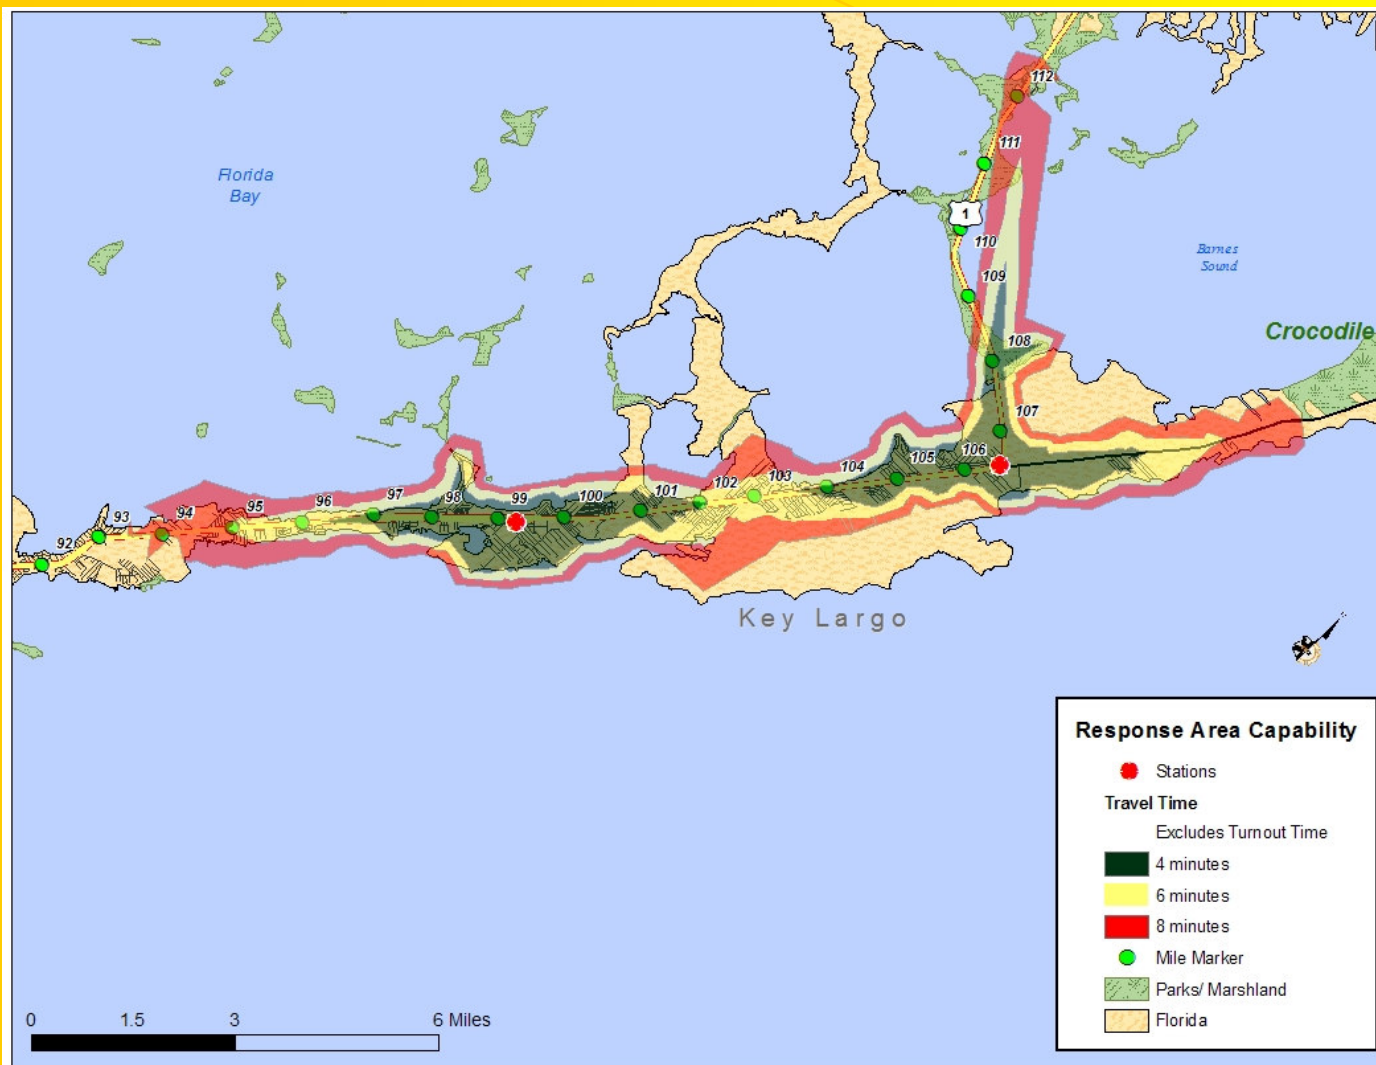 112
111
Florida
Bay
1
110
Barnes
Sound
109
Crocodile
108
107
106
105
104
103
102
101
100
99
98
97
96
95
94
93
92
Key Largo
Response Area Capability
Stations
Travel Time
Excludes Turnout Time
4 minutes
6 minutes
8 minutes
Mile Marker
Parks/ Marshland
Florida
0 1.5 3 6 Miles